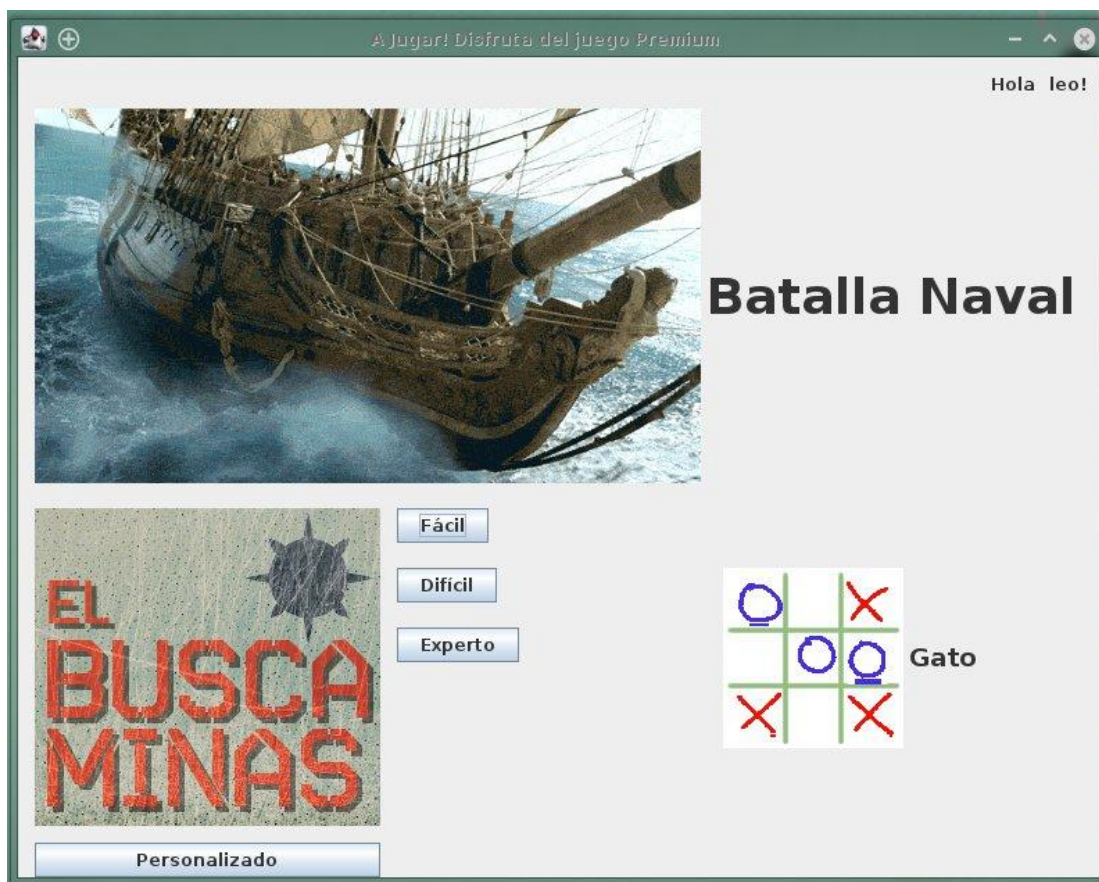 A Jugar! Disfruta del juego Premium
Hola leo!
Batalla Naval
EL
BUSCA
MINAS
Fácil
Difícil
Experto
Gato
Personalizado